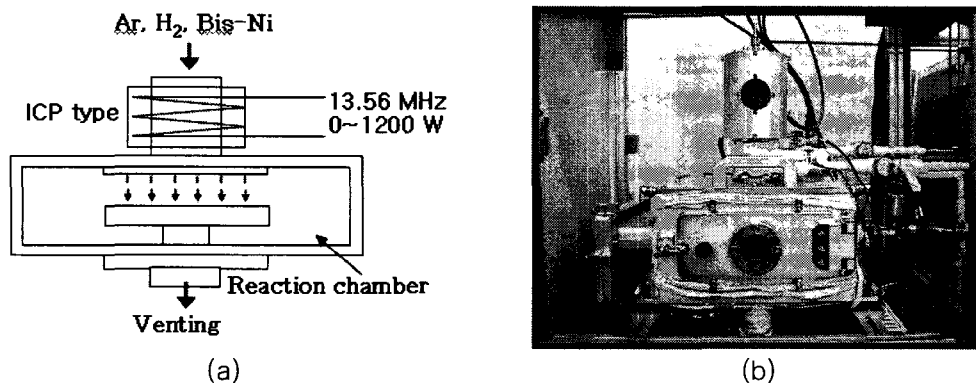 Ar, H₂, Bis-Ni
ICP type
13.56 MHz
0~1200 W
Reaction chamber
Venting
(a)
(b)